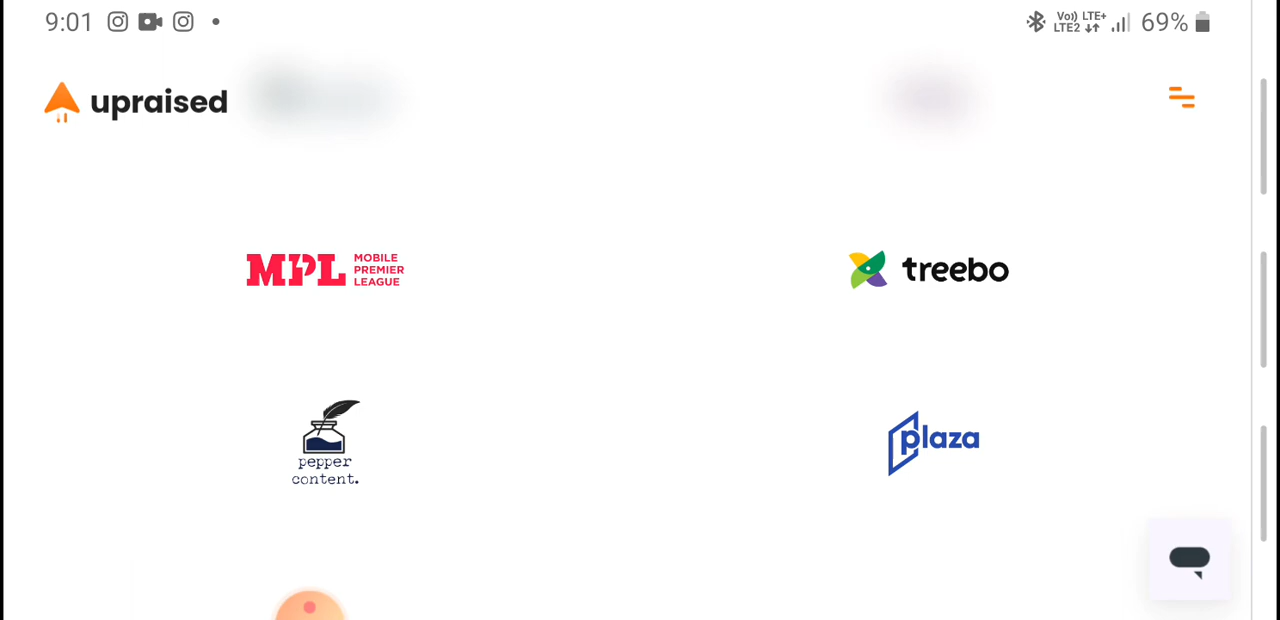 9:01
Vo)) LTE+
LTE2
69%
upraised
MPL MOBILE
PREMIER
LEAGUE
treebo
pepper
content.
plaza